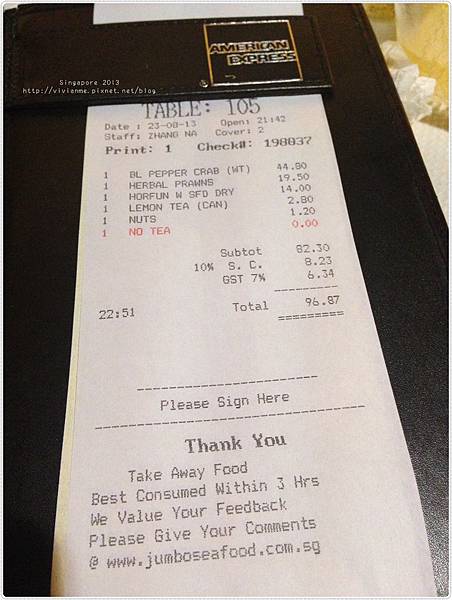 AMERICAN
EXPRESS
Singapore 2013
http://vivianme.pixnet.net/blog
TABLE: 105
Date : 23-08-13 Open: 21:42
Staff: ZHANG NA Cover: 2
Print: 1 Check#: 198037
1 BL PEPPER CRAB (WT) 44.80
1 HERBAL PRAWNS 19.50
1 HORFUN W SFD DRY 14.00
1 LEMON TEA (CAN) 2.80
1 NUTS 1.20
1 NO TEA 0.00
Subtot 82.30
10% S. C. 8.23
GST 7% 6.34
---------
22:51 Total 96.87
=========
--------------------
Please Sign Here
------------------------------
Thank You
Take Away Food
Best Consumed Within 3 Hrs
We Value Your Feedback
Please Give Your Comments
@ www.jumboseafood.com.sg